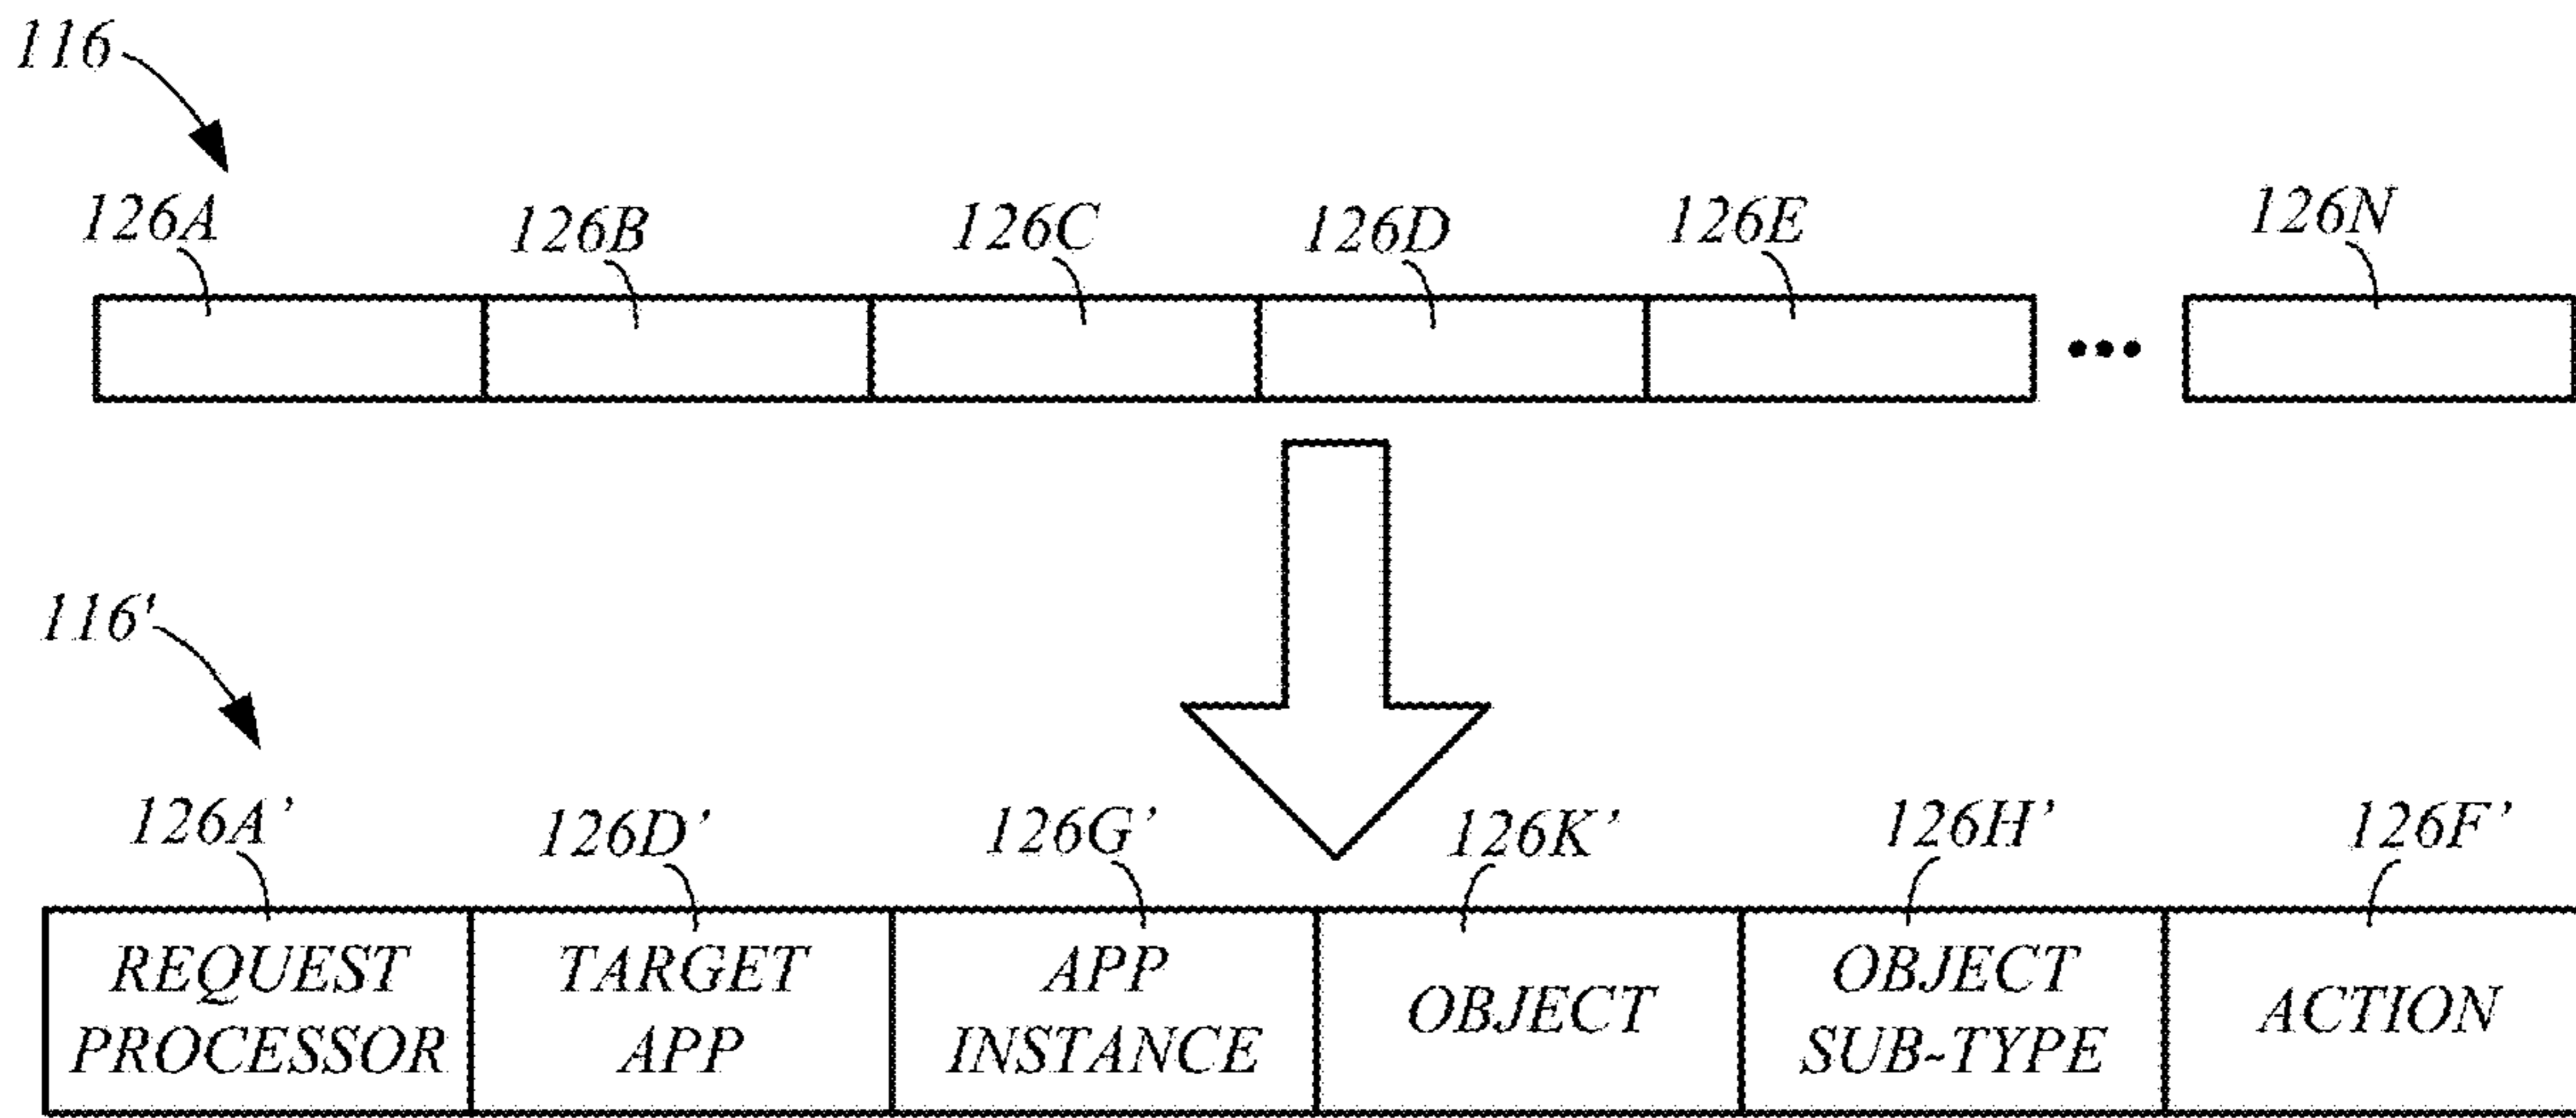 116
126A 126B 126C 126D 126E 126N
•••
116'
126A’ 126D’ 126G’ 126K’ 126H’ 126F’
REQUEST PROCESSOR
TARGET APP
APP INSTANCE
OBJECT
OBJECT SUB-TYPE
ACTION